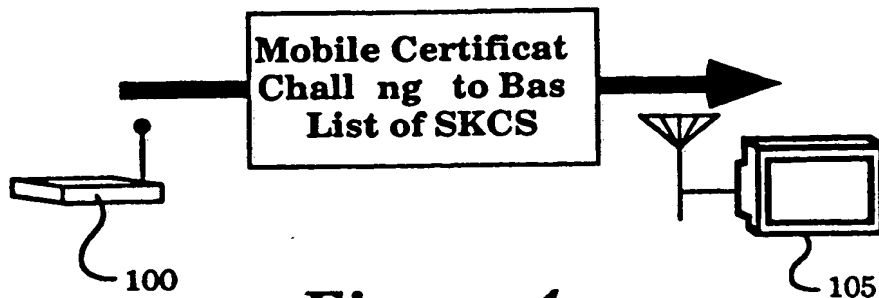 Mobile Certificat
Chall ng to Bas
List of SKCS
100
105